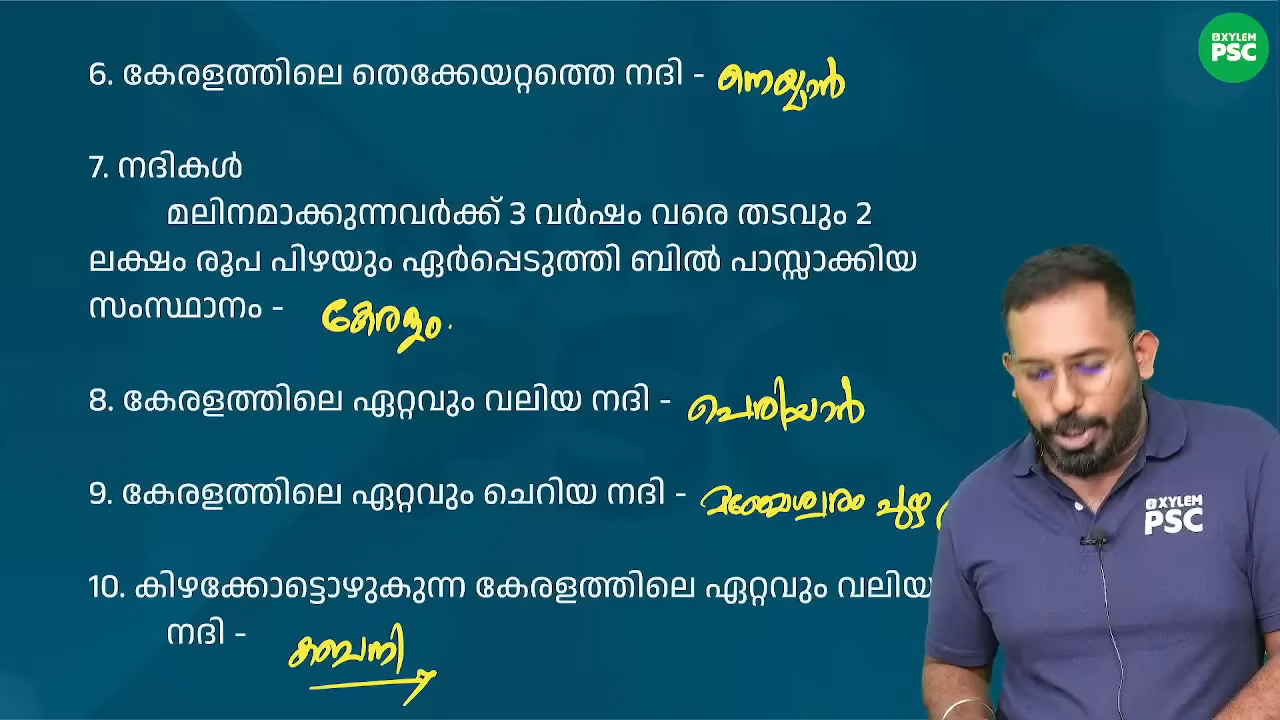 XYLEM
PSC
6. കേരളത്തിലെ തെക്കേയറ്റത്തെ നദി - നെയ്യാർ
7. നദികൾ
മലിനമാക്കുന്നവർക്ക് 3 വർഷം വരെ തടവും 2
ലക്ഷം രൂപ പിഴയും ഏർപ്പെടുത്തി ബിൽ പാസ്സാക്കിയ
സംസ്ഥാനം - കേരളം.
8. കേരളത്തിലെ ഏറ്റവും വലിയ നദി - പെരിയാർ
9. കേരളത്തിലെ ഏറ്റവും ചെറിയ നദി - മഞ്ചേശ്വരം പുഴ
10. കിഴക്കോട്ടൊഴുകുന്ന കേരളത്തിലെ ഏറ്റവും വലിയ
നദി - കബനി
XYLEM
PSC